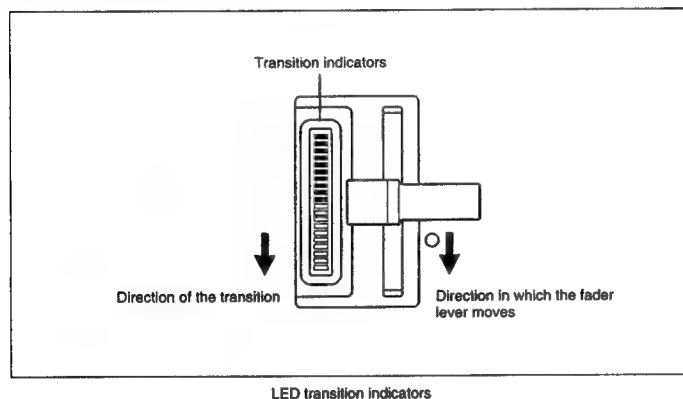 Transition indicators
Direction of the transition
Direction in which the fader
lever moves
LED transition indicators